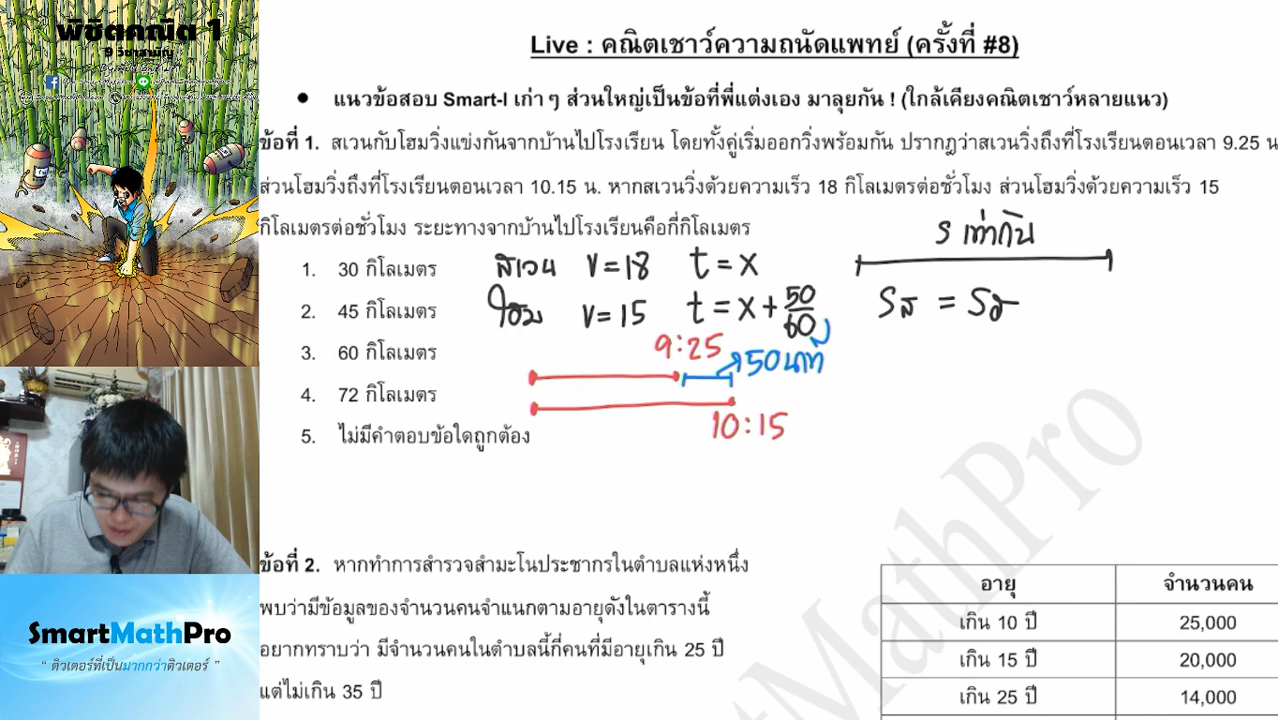 พิชิตคณิต 1
9 วิชาสามัญ
Live : คณิตเชาว์ความถนัดแพทย์ (ครั้งที่ #8)
• แนวข้อสอบ Smart-I เก่า ๆ ส่วนใหญ่เป็นข้อที่พี่แต่งเอง มาลุยกัน ! (ใกล้เคียงคณิตเชาว์หลายแนว)
ข้อที่ 1. สเวนกับโฮมวิ่งแข่งกันจากบ้านไปโรงเรียน โดยทั้งคู่เริ่มออกวิ่งพร้อมกัน ปรากฎว่าสเวนวิ่งถึงที่โรงเรียนตอนเวลา 9.25 น
ส่วนโฮมวิ่งถึงที่โรงเรียนตอนเวลา 10.15 น. หากสเวนวิ่งด้วยความเร็ว 18 กิโลเมตรต่อชั่วโมง ส่วนโฮมวิ่งด้วยความเร็ว 15
กิโลเมตรต่อชั่วโมง ระยะทางจากบ้านไปโรงเรียนคือกี่กิโลเมตร
S เท่ากัน
1. 30 กิโลเมตร
สเวน v = 18 t = x
2. 45 กิโลเมตร
โฮม v = 15 t = x + 50/60
Sส = Sฮ
3. 60 กิโลเมตร
9:25
50 นาที
4. 72 กิโลเมตร
10:15
5. ไม่มีคำตอบข้อใดถูกต้อง
SmartMathPro
ข้อที่ 2. หากทำการสำรวจสำมะโนประชากรในตำบลแห่งหนึ่ง
พบว่ามีข้อมูลของจำนวนคนจำแนกตามอายุดังในตารางนี้
อยากทราบว่า มีจำนวนคนในตำบลนี้กี่คนที่มีอายุเกิน 25 ปี
แต่ไม่เกิน 35 ปี
อายุ จำนวนคน
เกิน 10 ปี 25,000
เกิน 15 ปี 20,000
เกิน 25 ปี 14,000
MathPro
“ ติวเตอร์ที่เป็นมากกว่าติวเตอร์ ”